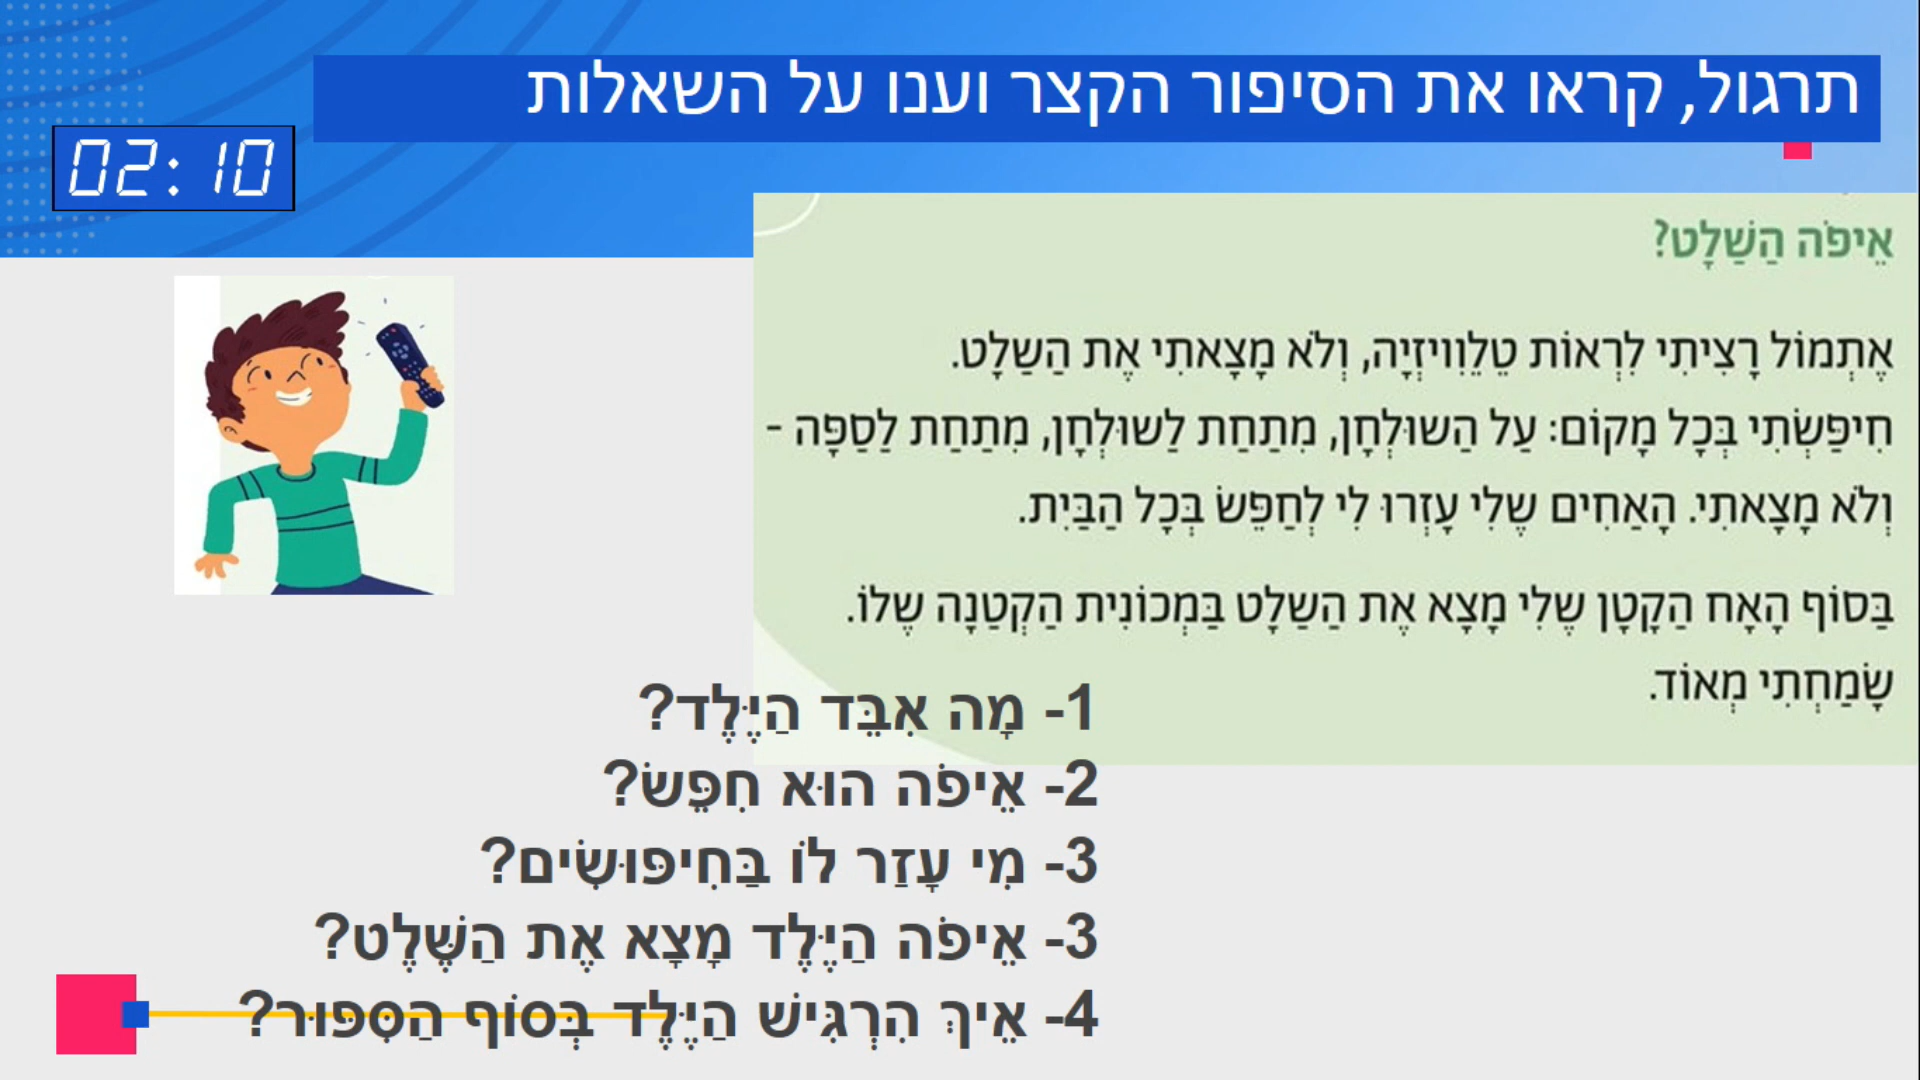 תרגול, קראו את הסיפור הקצר וענו על השאלות
02:10
אֵיפֹה הַשַּׁלָּט?
אֶתְמוֹל רָצִיתִי לִרְאוֹת טֵלֵוִויזְיָה, וְלֹא מָצָאתִי אֶת הַשַּׁלָט.
חִיפַּשְׂתִי בְּכָל מָקוֹם: עַל הַשּׁוּלְחָן, מִתַחַת לַשּׁוּלְחָן, מִתַחַת לַסַפָּה -
וְלֹא מָצָאתִי. הָאַחִים שֶׁלִי עָזְרוּ לִי לְחַפֵּשׂ בְּכָל הַבַּיִת.
בַּסוֹף הָאָח הַקָטָן שֶׁלִי מָצָא אֶת הַשַׁלָט בַּמְכוֹנִית הַקְטַנָה שֶׁלוֹ.
שָׂמַחְתִי מְאוֹד.
1- מָה אִבֵּד הַיֶּלֶד?
2- אֵיפֹה הוּא חִפֵּשׂ?
3- מִי עָזַר לוֹ בַּחִיפּוּשִׂים?
3- אֵיפֹה הַיֶּלֶד מָצָא אֶת הַשֶּׁלֶט?
4- אֵיךְ הִרְגִּישׁ הַיֶּלֶד בְּסוֹף הַסִּפּוּר?